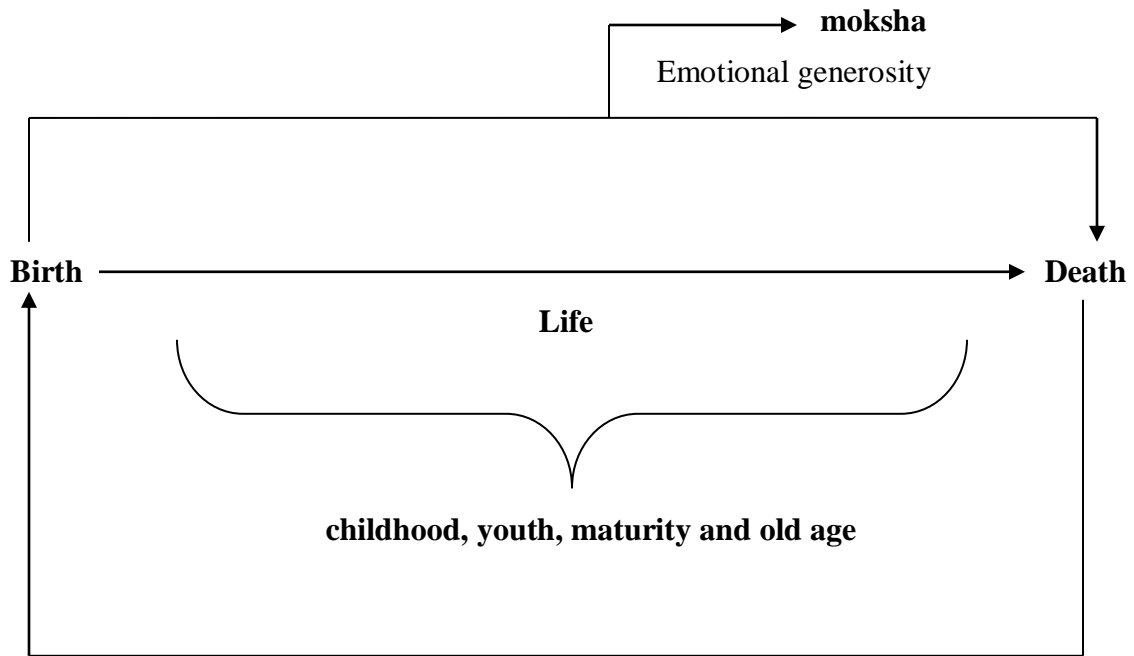 moksha
Emotional generosity
Birth
Death
Life
childhood, youth, maturity and old age